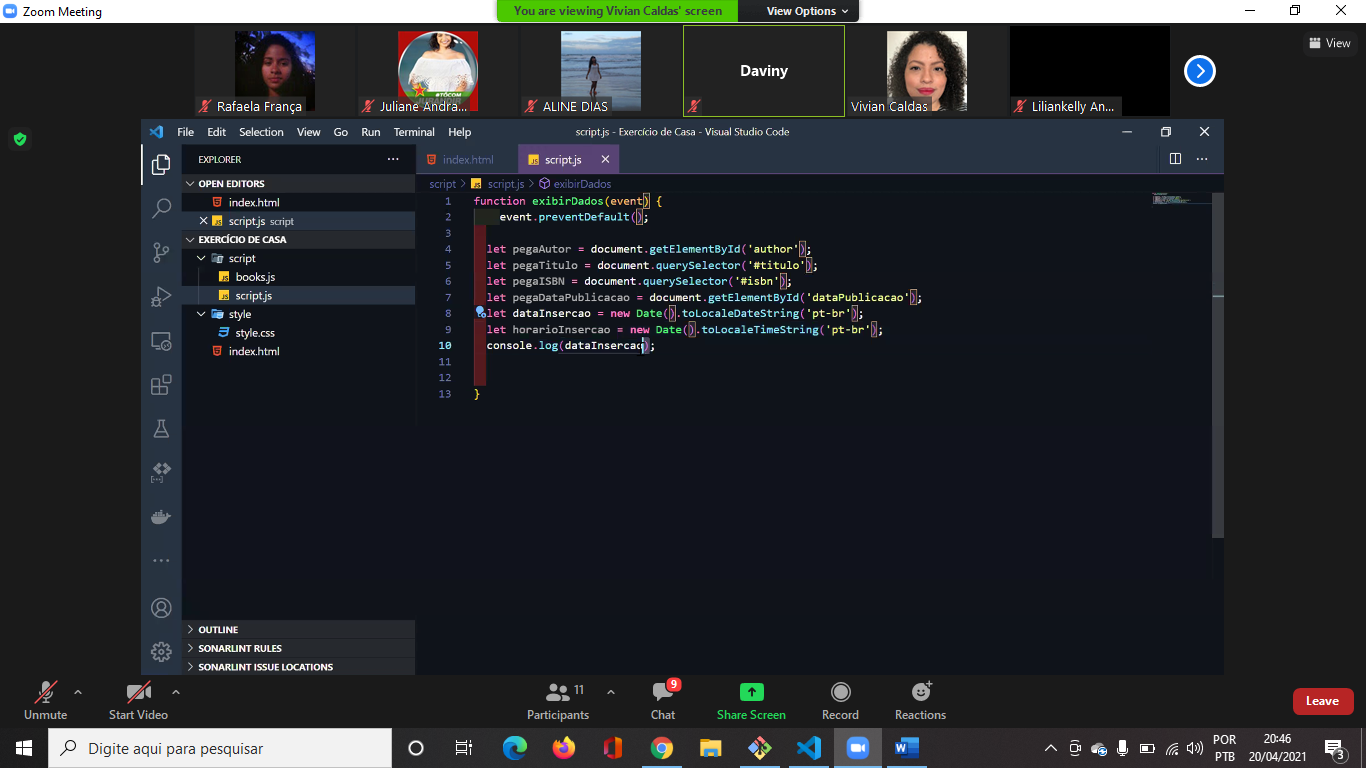 Zoom Meeting
You are viewing Vivian Caldas' screen
View Options
Rafaela França
#TÔCOM
Juliane Andra...
ALINE DIAS
Daviny
Vivian Caldas
Liliankelly An...
View
File Edit Selection View Go Run Terminal Help
script.js - Exercício de Casa - Visual Studio Code
EXPLORER
index.html
script.js
OPEN EDITORS
index.html
script.js script
EXERCÍCIO DE CASA
script
books.js
script.js
style
style.css
index.html
OUTLINE
SONARLINT RULES
SONARLINT ISSUE LOCATIONS
script > script.js > exibirDados
1 function exibirDados(event) {
2 event.preventDefault();
3
4 let pegaAutor = document.getElementById('author');
5 let pegaTitulo = document.querySelector('#titulo');
6 let pegaISBN = document.querySelector('#isbn');
7 let pegaDataPublicacao = document.getElementById('dataPublicacao');
8 let dataInsercao = new Date().toLocaleDateString('pt-br');
9 let horarioInsercao = new Date().toLocaleTimeString('pt-br');
10 console.log(dataInsercao);
11
12
13 }
Unmute
Start Video
11
Participants
9
Chat
Share Screen
Record
Reactions
Leave
Digite aqui para pesquisar
POR
PTB
20:46
20/04/2021
3